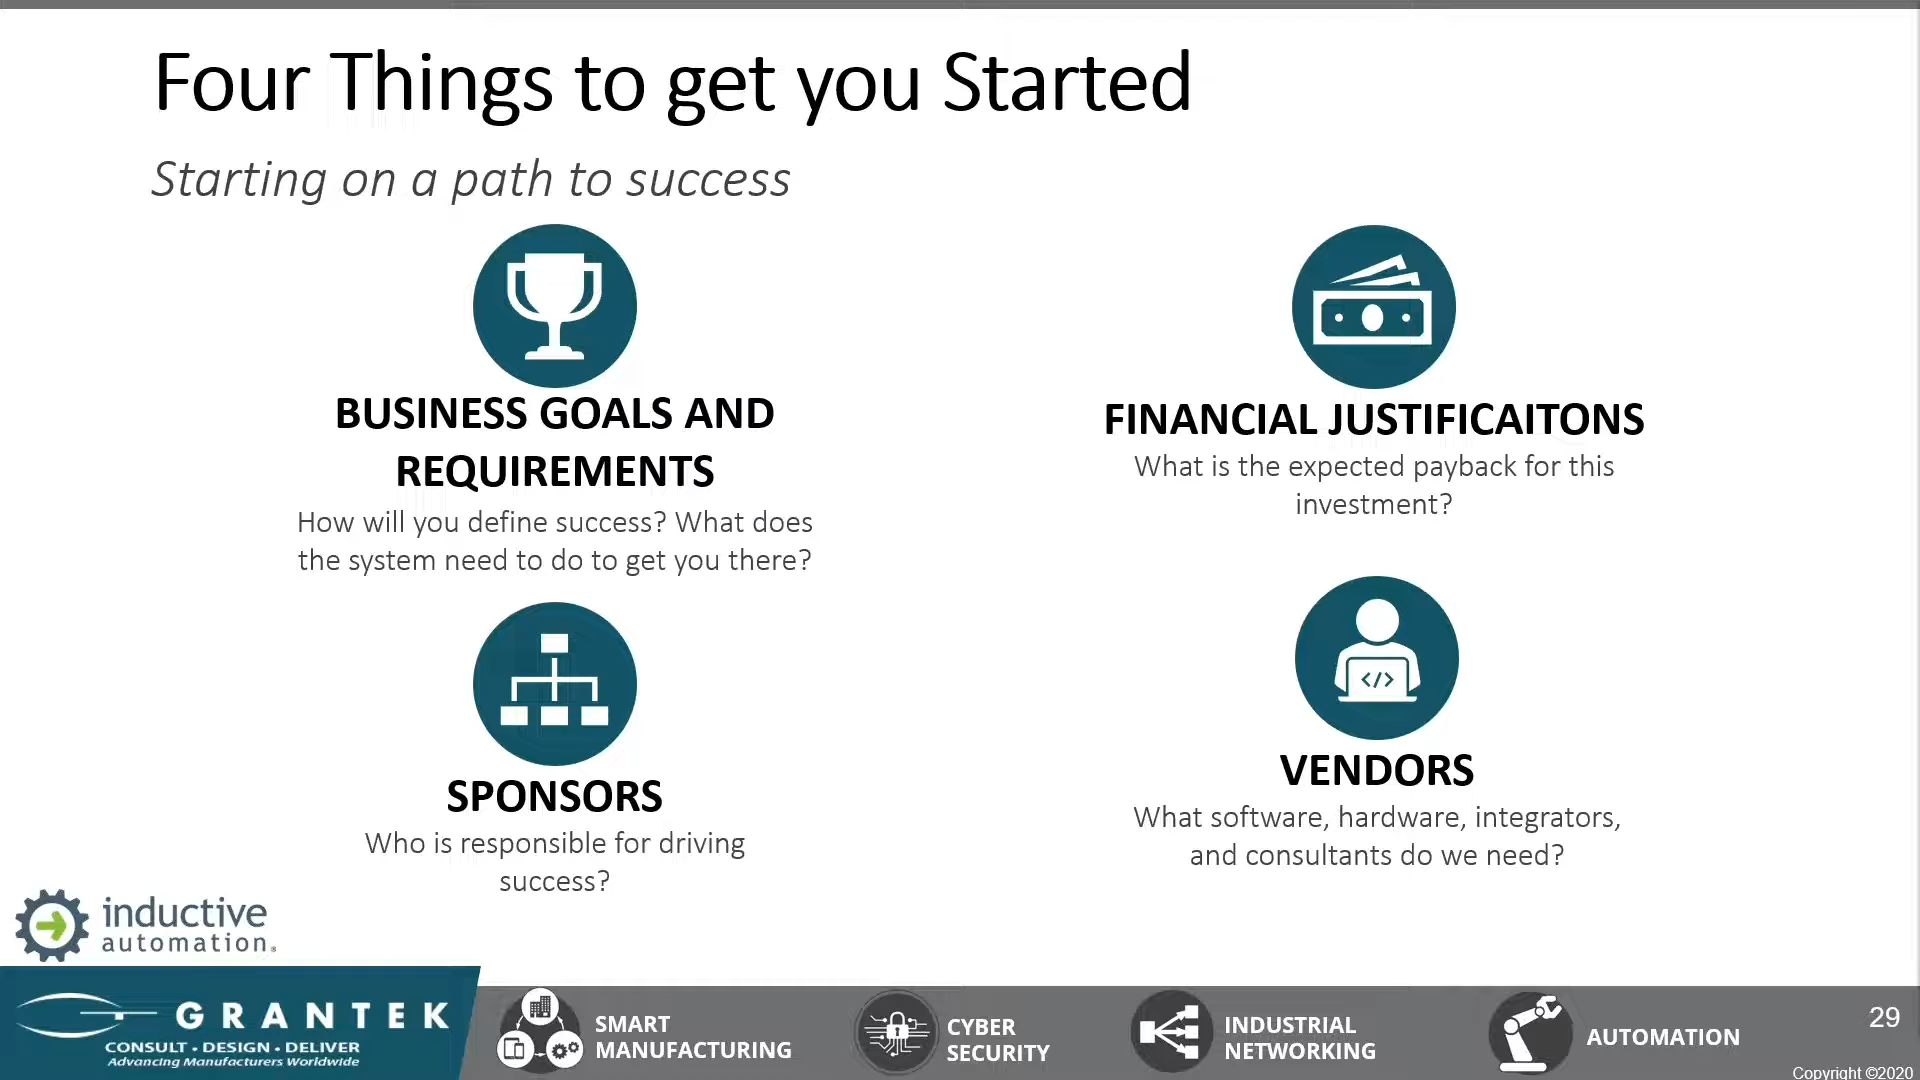 Four Things to get you Started
Starting on a path to success
BUSINESS GOALS AND
REQUIREMENTS
How will you define success? What does
the system need to do to get you there?
FINANCIAL JUSTIFICAITONS
What is the expected payback for this
investment?
SPONSORS
Who is responsible for driving
success?
VENDORS
What software, hardware, integrators,
and consultants do we need?
</>
inductive
automation®
GRANTEK
CONSULT • DESIGN • DELIVER
Advancing Manufacturers Worldwide
SMART
MANUFACTURING
CYBER
SECURITY
INDUSTRIAL
NETWORKING
AUTOMATION
29
Copyright ©2020